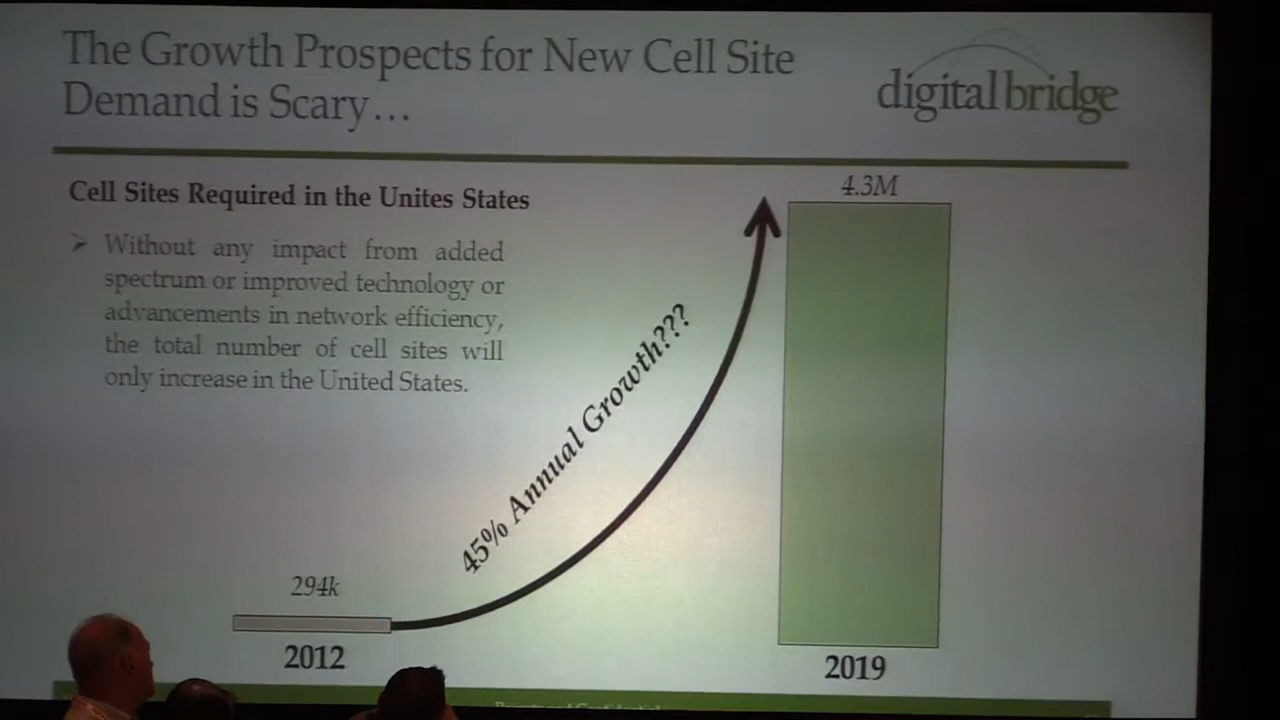 The Growth Prospects for New Cell Site
Demand is Scary...
digitalbridge
Cell Sites Required in the Unites States
➢ Without any impact from added
spectrum or improved technology or
advancements in network efficiency,
the total number of cell sites will
only increase in the United States.
4.3M
45% Annual Growth???
294k
2012
2019